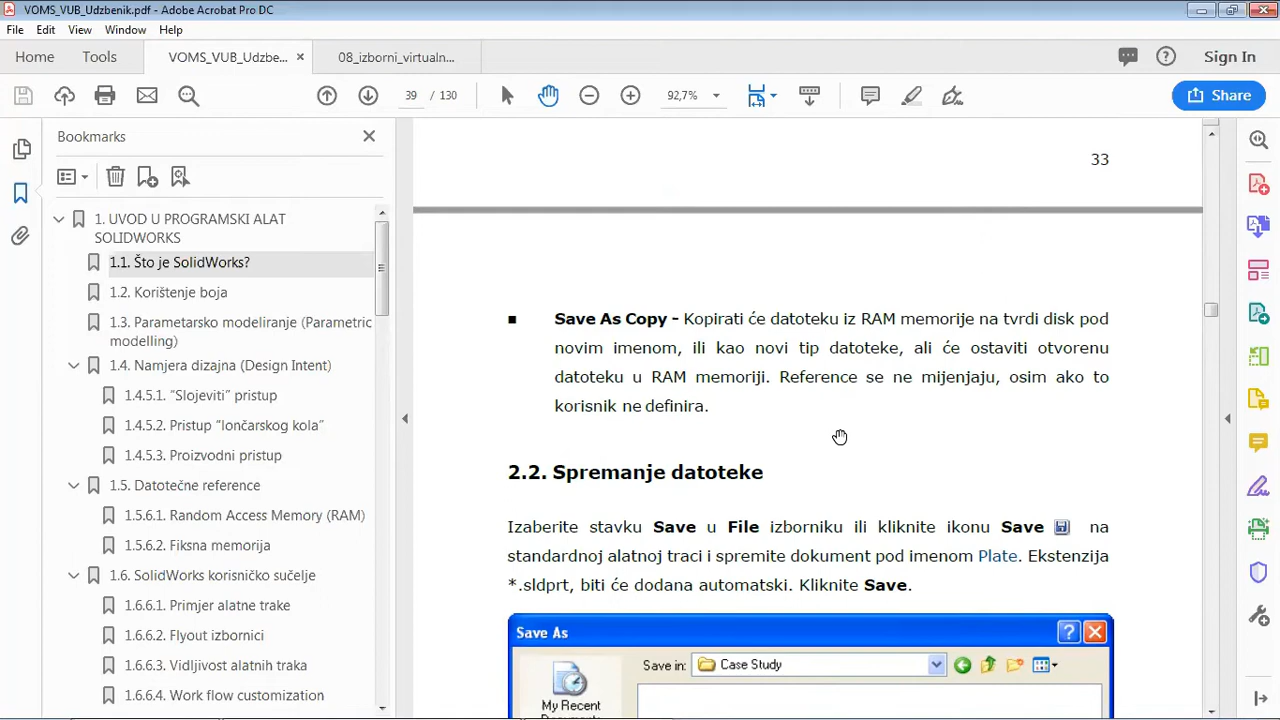 VOMS_VUB_Udzbenik.pdf - Adobe Acrobat Pro DC
File Edit View Window Help
Home Tools VOMS_VUB_Udzbe... × 08_izborni_virtualn... Sign In
39 / 130 92,7% Share
Bookmarks
1. UVOD U PROGRAMSKI ALAT
SOLIDWORKS
1.1. Što je SolidWorks?
1.2. Korištenje boja
1.3. Parametarsko modeliranje (Parametric
modelling)
1.4. Namjera dizajna (Design Intent)
1.4.5.1. “Slojeviti” pristup
1.4.5.2. Pristup “lončarskog kola”
1.4.5.3. Proizvodni pristup
1.5. Datotečne reference
1.5.6.1. Random Access Memory (RAM)
1.5.6.2. Fiksna memorija
1.6. SolidWorks korisničko sučelje
1.6.6.1. Primjer alatne trake
1.6.6.2. Flyout izbornici
1.6.6.3. Vidljivost alatnih traka
1.6.6.4. Work flow customization
33
■ Save As Copy - Kopirati će datoteku iz RAM memorije na tvrdi disk pod
novim imenom, ili kao novi tip datoteke, ali će ostaviti otvorenu
datoteku u RAM memoriji. Reference se ne mijenjaju, osim ako to
korisnik ne definira.
2.2. Spremanje datoteke
Izaberite stavku Save u File izborniku ili kliknite ikonu Save na
standardnoj alatnoj traci i spremite dokument pod imenom Plate. Ekstenzija
*.sldprt, biti će dodana automatski. Kliknite Save.
Save As
Save in: Case Study
My Recent
Documents